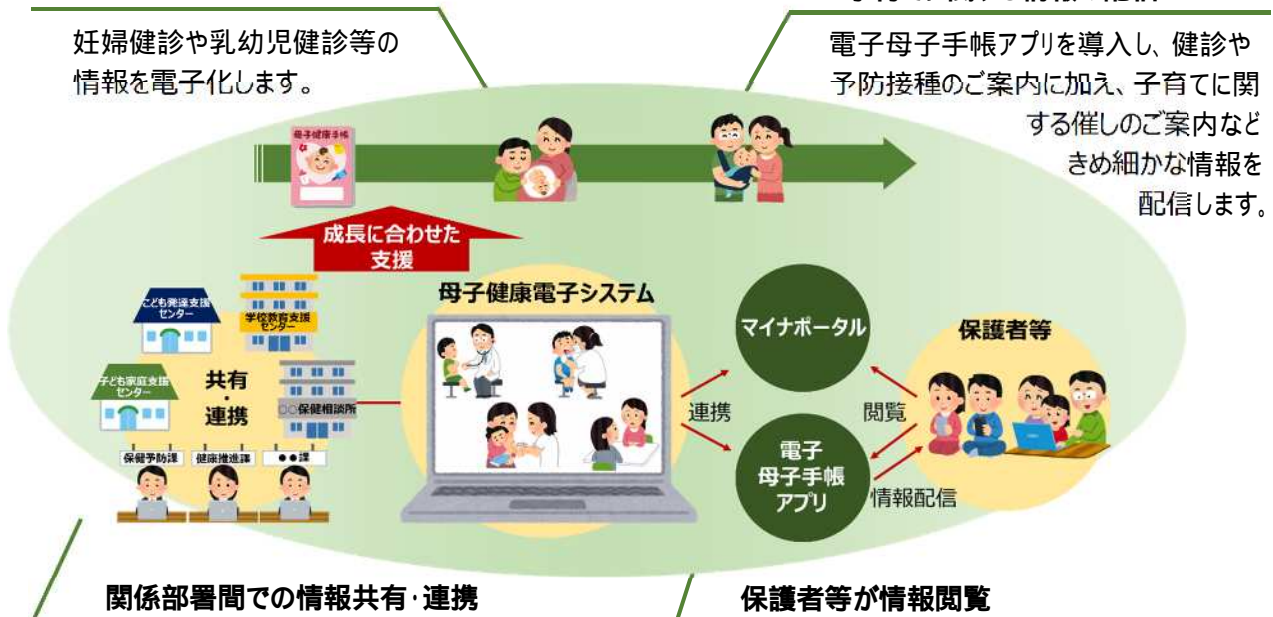 妊婦健診や乳幼児健診等の
情報を電子化します。
電子母子手帳アプリを導入し、健診や
予防接種のご案内に加え、子育てに関
する催しのご案内など
きめ細かな情報を
配信します。
母子健康手帳
成長に合わせた
支援
こども発達支援
センター
学校教育支援
センター
子ども家庭支援
センター
共有
・
連携
○○保健相談所
保健予防課
健康推進課
●●課
母子健康電子システム
連携
マイナポータル
電子
母子手帳
アプリ
閲覧
情報配信
保護者等
関係部署間での情報共有・連携
保護者等が情報閲覧